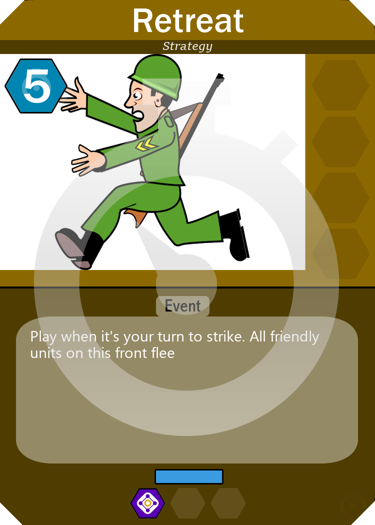 Retreat
Strategy
5
Event
Play when it's your turn to strike. All friendly
units on this front flee